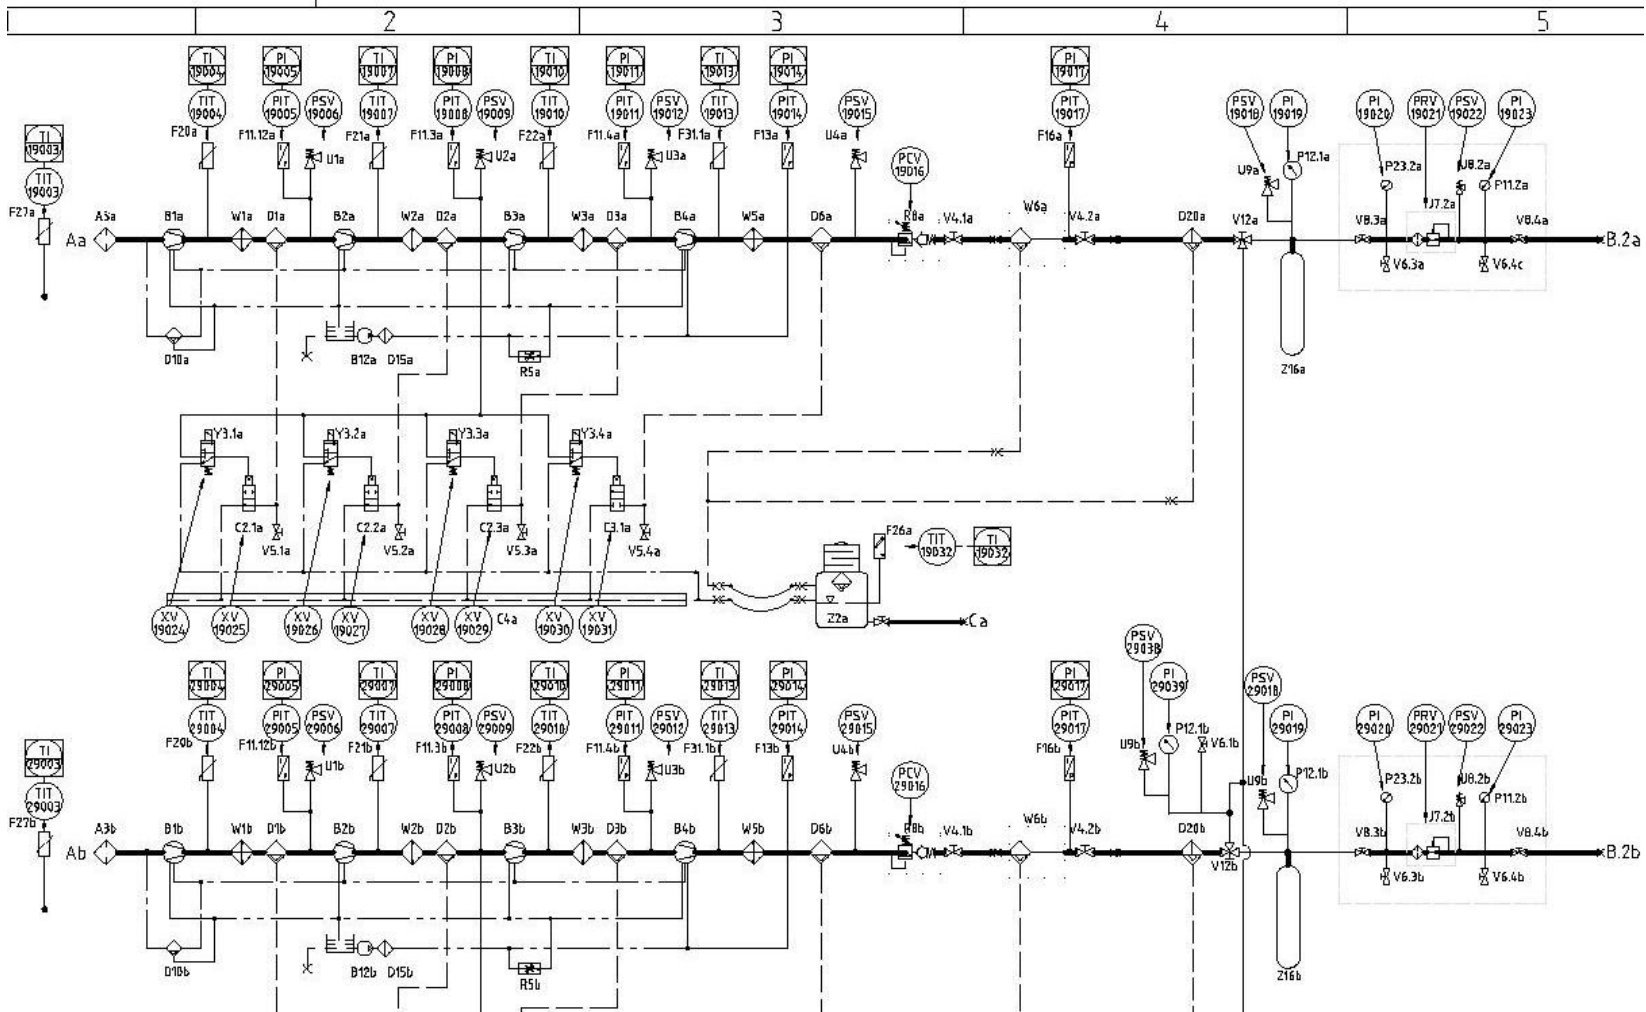 2 3 4 5
TI PI TI PI TI PI TI PI PI
19004 19005 19007 19008 19010 19011 19013 19014 19017
TIT PIT PSV TIT PIT PSV TIT PIT PSV TIT PIT PSV PIT PSV PI PI PRV PSV PI
19004 19005 19006 19007 19008 19009 19010 19011 19012 19013 19014 19015 19017 19018 19019 19020 19021 19022 19023
TI
19003
F20a F11.12a F21a F11.3a F22a F11.4a F31.1a F13a U4a F16a
U1a U2a U3a U9a P12.1a P23.2a U8.2a P11.2a
PCV
19016
TIT
19003
F27a
A3a B1a W1a D1a B2a W2a D2a B3a W3a D3a B4a W5a D6a R8a V4.1a W6a V4.2a D20a V12a V8.3a J7.2a V8.4a
Aa B.2a
V6.3a V6.4c
D10a B12a D15a R5a Z16a
Y3.1a Y3.2a Y3.3a Y3.4a
C2.1a C2.2a C2.3a C3.1a
V5.1a V5.2a V5.3a V5.4a
F26a TIT TI
19032 19032
XV XV XV XV XV XV XV XV
19024 19025 19026 19027 19028 19029 19030 19031
C4a Z2a Ca
PSV
29038
TI PI TI PI TI PI TI PI PI
29004 29005 29007 29008 29010 29011 29013 29014 29017
PI
29039
PSV
29018
TIT PIT PSV TIT PIT PSV TIT PIT PSV TIT PIT PSV PIT PI PI PRV PSV PI
29004 29005 29006 29007 29008 29009 29010 29011 29012 29013 29014 29015 29017 29019 29020 29021 29022 29023
TI
29003
F20b F11.12b F21b F11.3b F22b F11.4b F31.1b F13b U4b F16b U9b P12.1b V6.1b
U1b U2b U3b U9b P12.1b P23.2b U8.2b P11.2b
PCV
29016
TIT
29003
F27b
A3b B1b W1b D1b B2b W2b D2b B3b W3b D3b B4b W5b D6b R8b V4.1b W6b V4.2b D20b V12b V8.3b J7.2b V8.4b
Ab B.2b
V6.3b V6.4b
D10b B12b D15b R5b Z16b